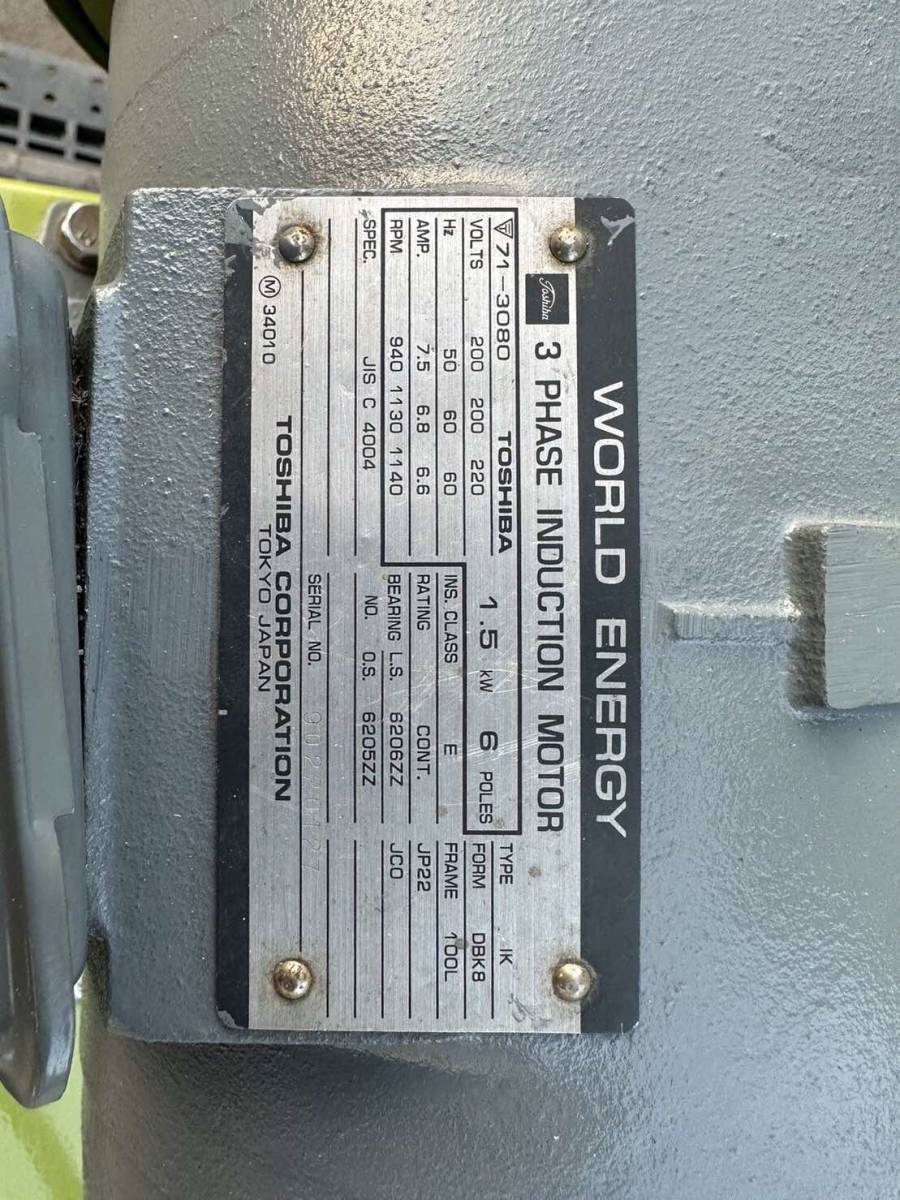 WORLD ENERGY
Toshiba 3 PHASE INDUCTION MOTOR
71-3080 TOSHIBA 1.5 kW 6 POLES
VOLTS 200 200 220
Hz 50 60 60
AMP. 7.5 6.8 6.6
RPM 940 1130 1140
SPEC. JIS C 4004
INS. CLASS E
RATING CONT.
BEARING L.S. 6206ZZ
NO. O.S. 6205ZZ
SERIAL NO.
TYPE IK
FORM DBK8
FRAME 100L
JP22
JC0
Ⓜ 34010 TOSHIBA CORPORATION
TOKYO JAPAN